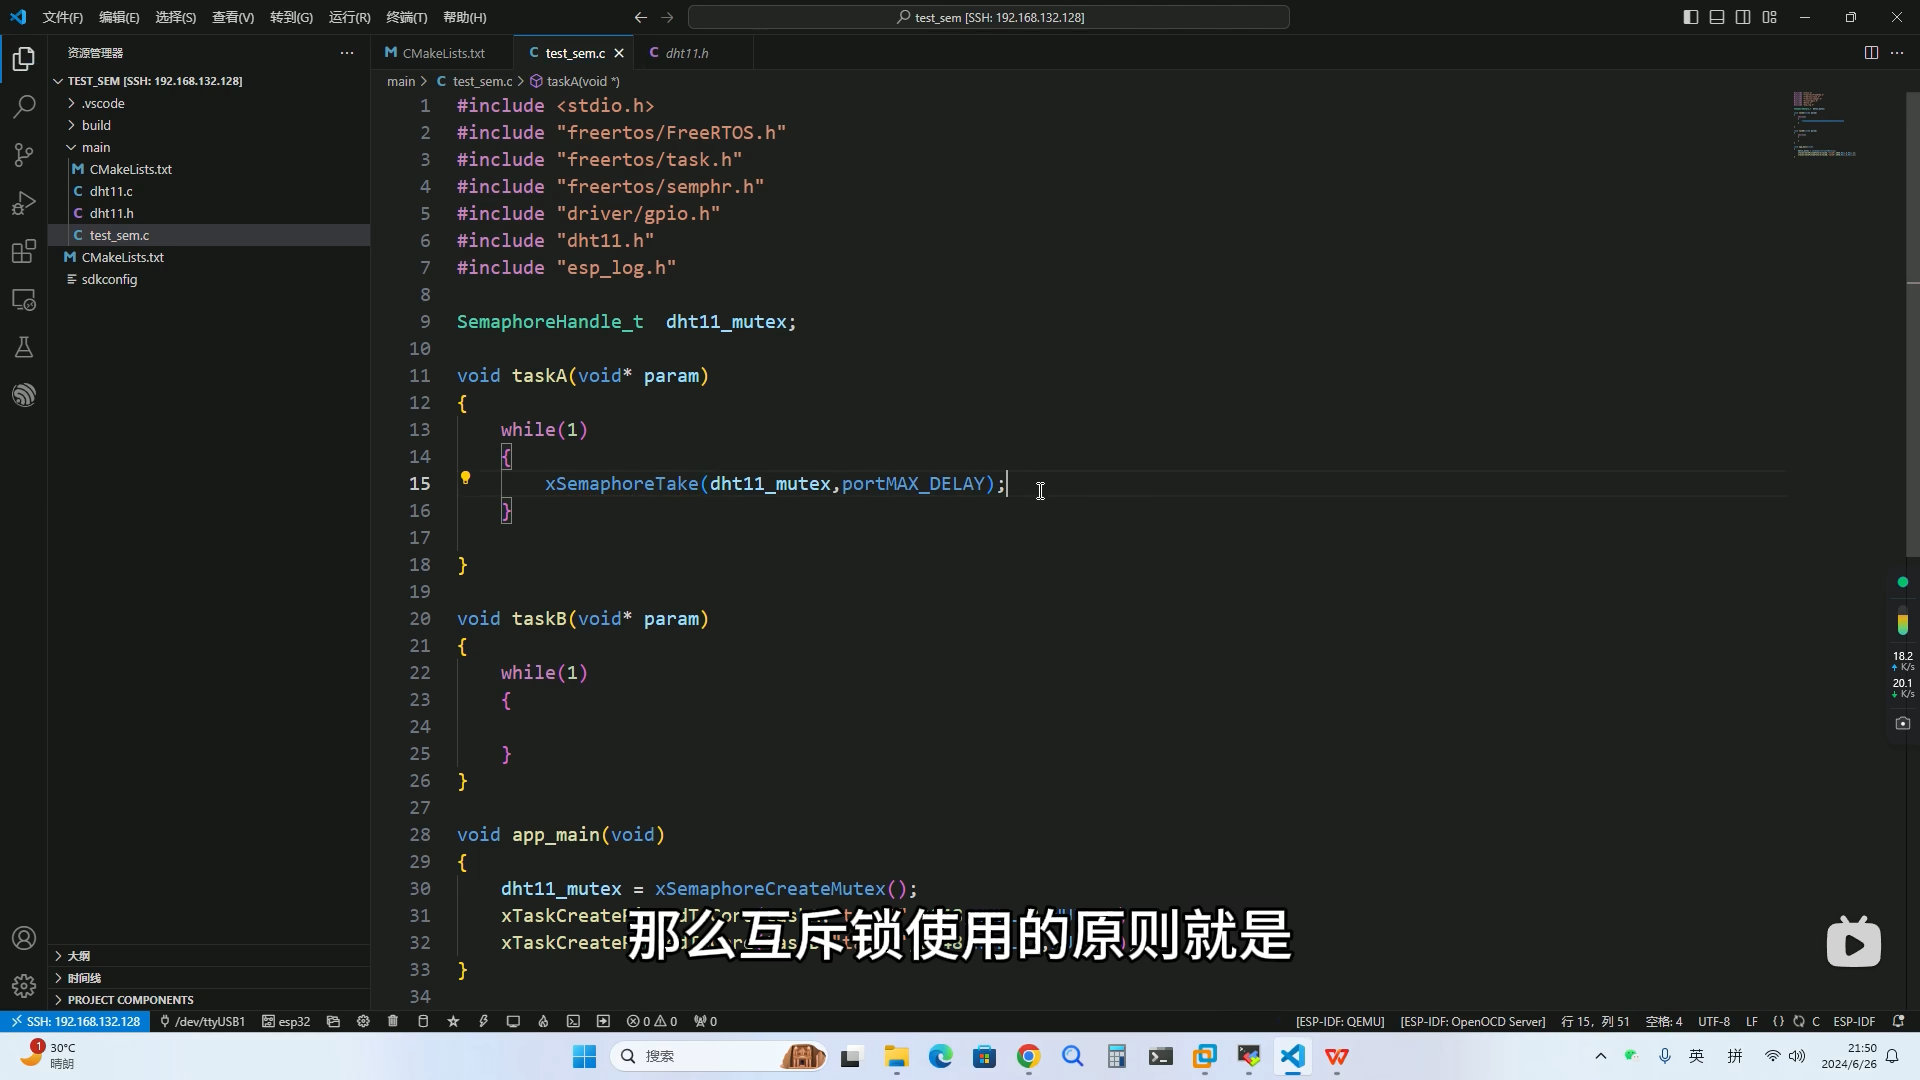 文件(F) 编辑(E) 选择(S) 查看(V) 转到(G) 运行(R) 终端(T) 帮助(H)
test_sem [SSH: 192.168.132.128]
资源管理器
TEST_SEM [SSH: 192.168.132.128]
.vscode
build
main
CMakeLists.txt
dht11.c
dht11.h
test_sem.c
CMakeLists.txt
sdkconfig
大纲
时间线
PROJECT COMPONENTS
CMakeLists.txt
test_sem.c
dht11.h
main > test_sem.c > taskA(void *)
1 #include <stdio.h>
2 #include "freertos/FreeRTOS.h"
3 #include "freertos/task.h"
4 #include "freertos/semphr.h"
5 #include "driver/gpio.h"
6 #include "dht11.h"
7 #include "esp_log.h"
8
9 SemaphoreHandle_t  dht11_mutex;
10
11 void taskA(void* param)
12 {
13 while(1)
14 {
15 xSemaphoreTake(dht11_mutex,portMAX_DELAY);
16 }
17
18 }
19
20 void taskB(void* param)
21 {
22 while(1)
23 {
24
25 }
26 }
27
28 void app_main(void)
29 {
30 dht11_mutex = xSemaphoreCreateMutex();
31 xTaskCreate
32 xTaskCreate
33 }
34
那么互斥锁使用的原则就是
18.2
K/s
20.1
K/s
SSH: 192.168.132.128 /dev/ttyUSB1 esp32 0 0 0 [ESP-IDF: QEMU] [ESP-IDF: OpenOCD Server] 行 15，列 51 空格: 4 UTF-8 LF {} C ESP-IDF
1
30°C
晴朗
搜索
英
拼
21:50
2024/6/26